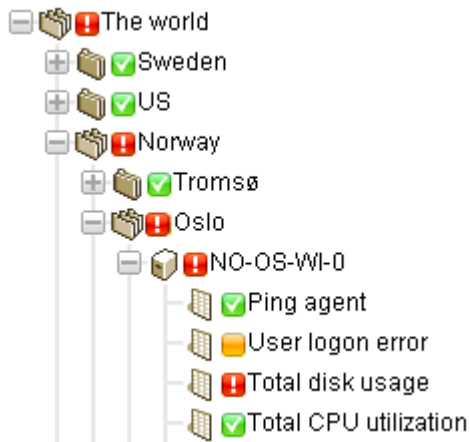 The world
Sweden
US
Norway
Tromsø
Oslo
NO-OS-WI-0
Ping agent
User logon error
Total disk usage
Total CPU utilization